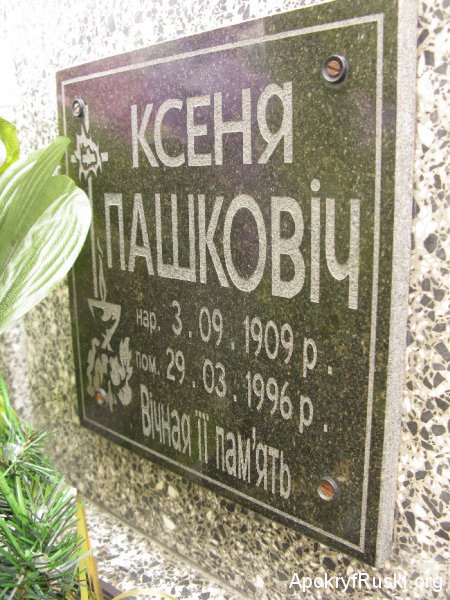 КСЕНЯ
ПАШКОВІЧ
нар. 3.09.1909 р.
пом. 29.03.1996 р.
Вічная її пам'ять
ApokryfRuski.org